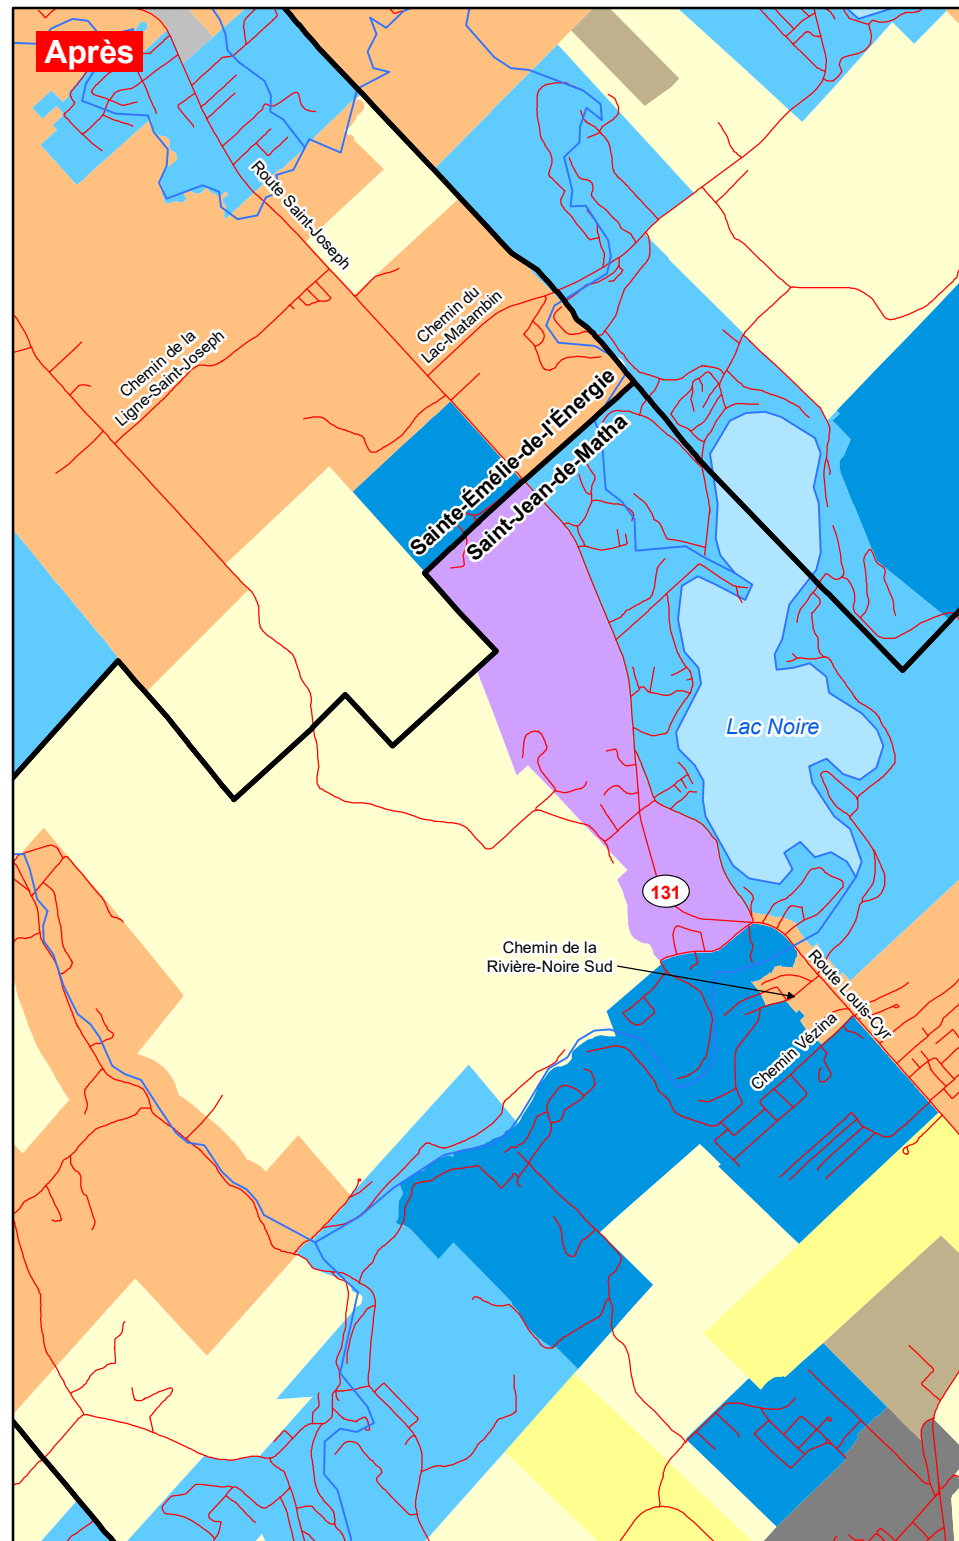 Après
Route Saint-Joseph
Chemin du
Lac-Matambin
Chemin de la
Ligne-Saint-Joseph
Sainte-Émélie-de-l'Énergie
Saint-Jean-de-Matha
Lac Noire
131
Chemin de la
Rivière-Noire Sud
Route Louis-Cyr
Chemin Vézina